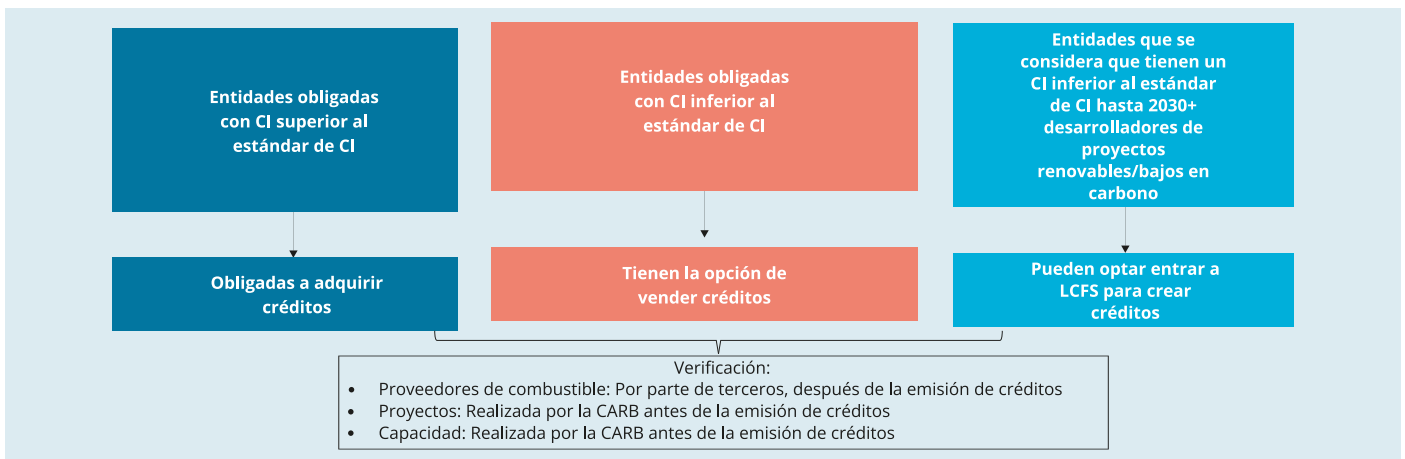 Entidades obligadas
con CI superior al
estándar de CI
Entidades obligadas
con CI inferior al
estándar de CI
Entidades que se
considera que tienen un
CI inferior al estándar
de CI hasta 2030+
desarrolladores de
proyectos
renovables/bajos en
carbono
Obligadas a adquirir
créditos
Tienen la opción de
vender créditos
Pueden optar entrar a
LCFS para crear
créditos
Verificación:
• Proveedores de combustible: Por parte de terceros, después de la emisión de créditos
• Proyectos: Realizada por la CARB antes de la emisión de créditos
• Capacidad: Realizada por la CARB antes de la emisión de créditos